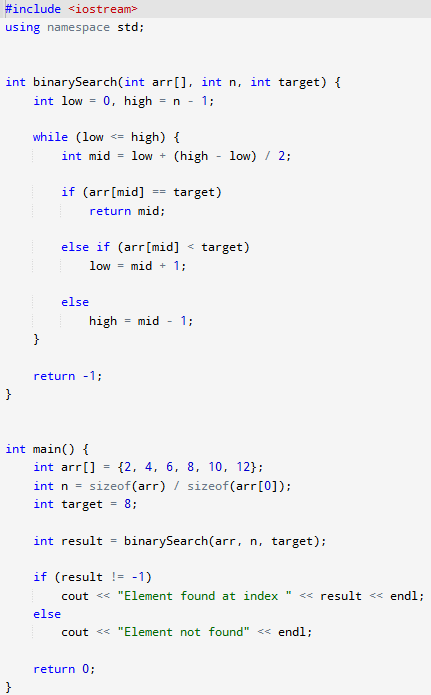 #include <iostream>
using namespace std;
int binarySearch(int arr[], int n, int target) {
    int low = 0, high = n - 1;
    while (low <= high) {
        int mid = low + (high - low) / 2;
        if (arr[mid] == target)
            return mid;
        else if (arr[mid] < target)
            low = mid + 1;
        else
            high = mid - 1;
    }
    return -1;
}
int main() {
    int arr[] = {2, 4, 6, 8, 10, 12};
    int n = sizeof(arr) / sizeof(arr[0]);
    int target = 8;
    int result = binarySearch(arr, n, target);
    if (result != -1)
        cout << "Element found at index " << result << endl;
    else
        cout << "Element not found" << endl;
    return 0;
}